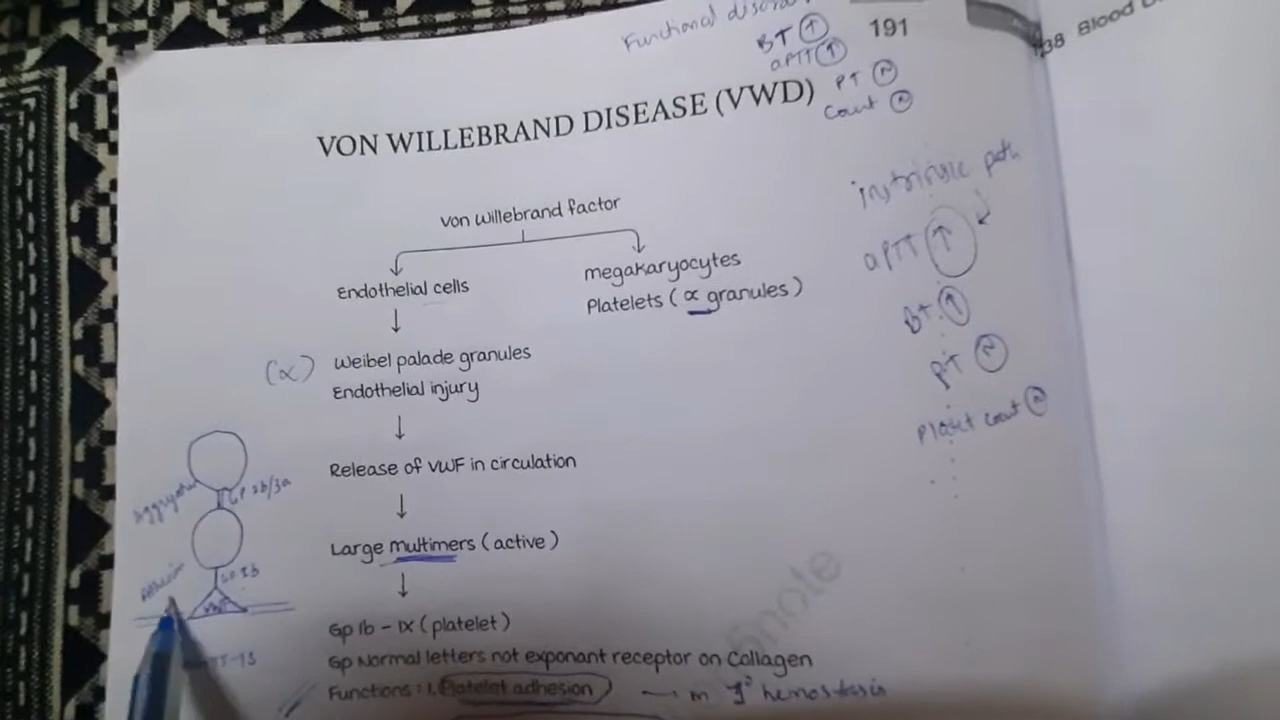 Functional
BT ↑
191
38 Blood
aPTT ↑
PT N
Count N
VON WILLEBRAND DISEASE (VWD)
intrinsic path
von willebrand factor
aPTT ↑
Endothelial cells
megakaryocytes
Platelets (α granules)
BT ↑
(α) Weibel palade granules
Endothelial injury
PT N
Platelet count N
Release of VWF in circulation
GP 2b/3a
Large multimers (active)
GP Ib
VWF
Gp 1b - IX (platelet)
Gp Normal letters not exponant receptor on Collagen
Functions : 1. Platelet adhesion → in 1° hemostasis
note